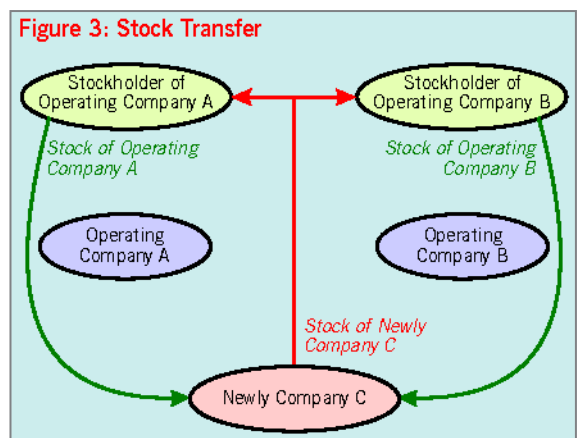 Figure 3: Stock Transfer
Stockholder of
Operating Company A
Stockholder of
Operating Company B
Stock of Operating
Company A
Stock of Operating
Company B
Operating
Company A
Operating
Company B
Stock of Newly
Company C
Newly Company C